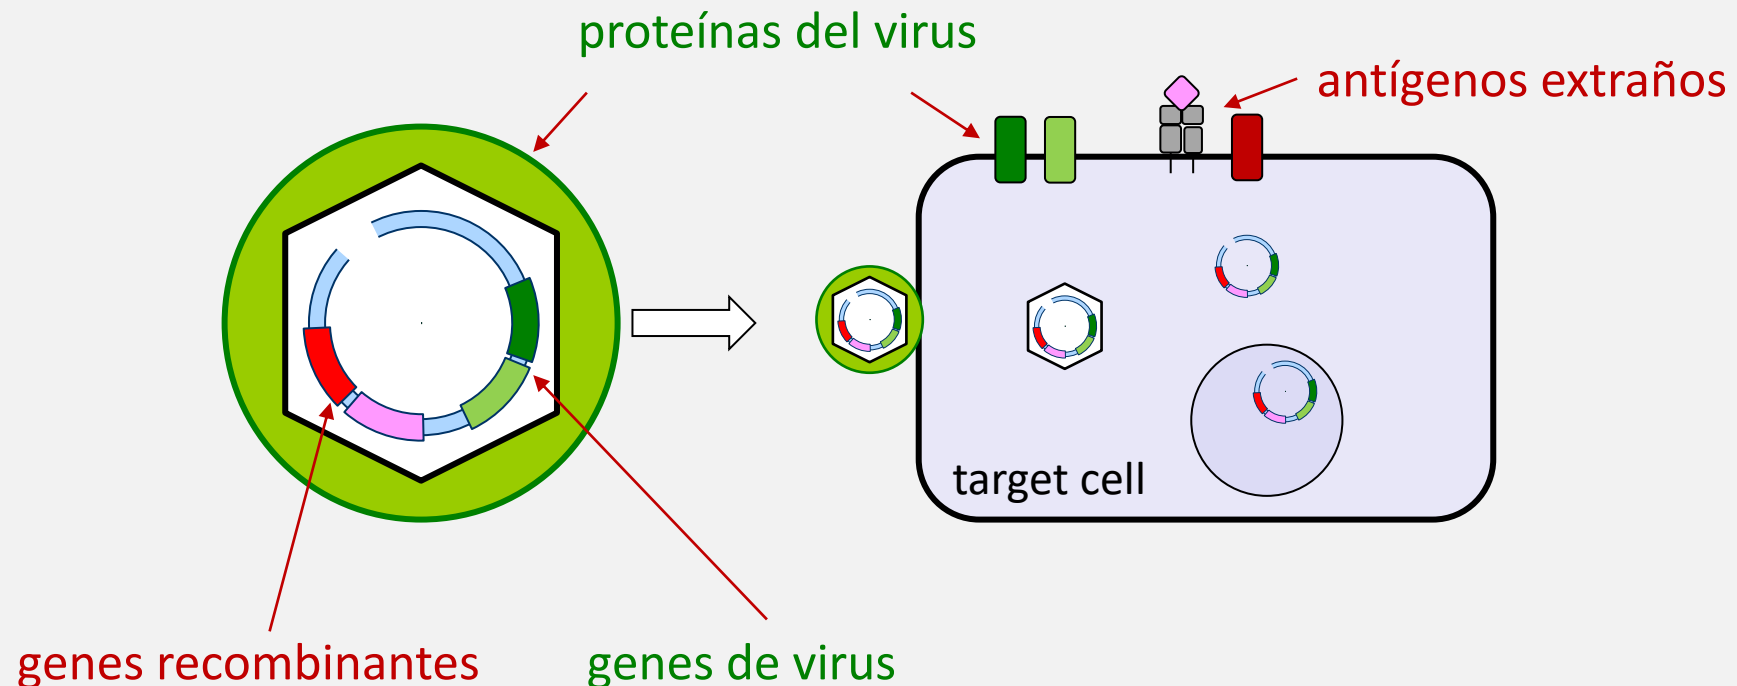 proteínas del virus
antígenos extraños
target cell
genes recombinantes
genes de virus